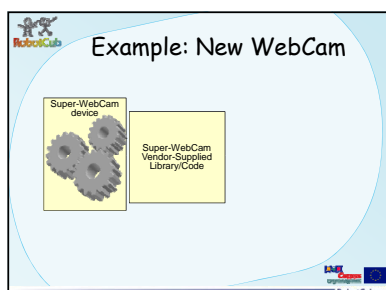 RobotCub
Example: New WebCam
Super-WebCam
device
Super-WebCam
Vendor-Supplied
Library/Code